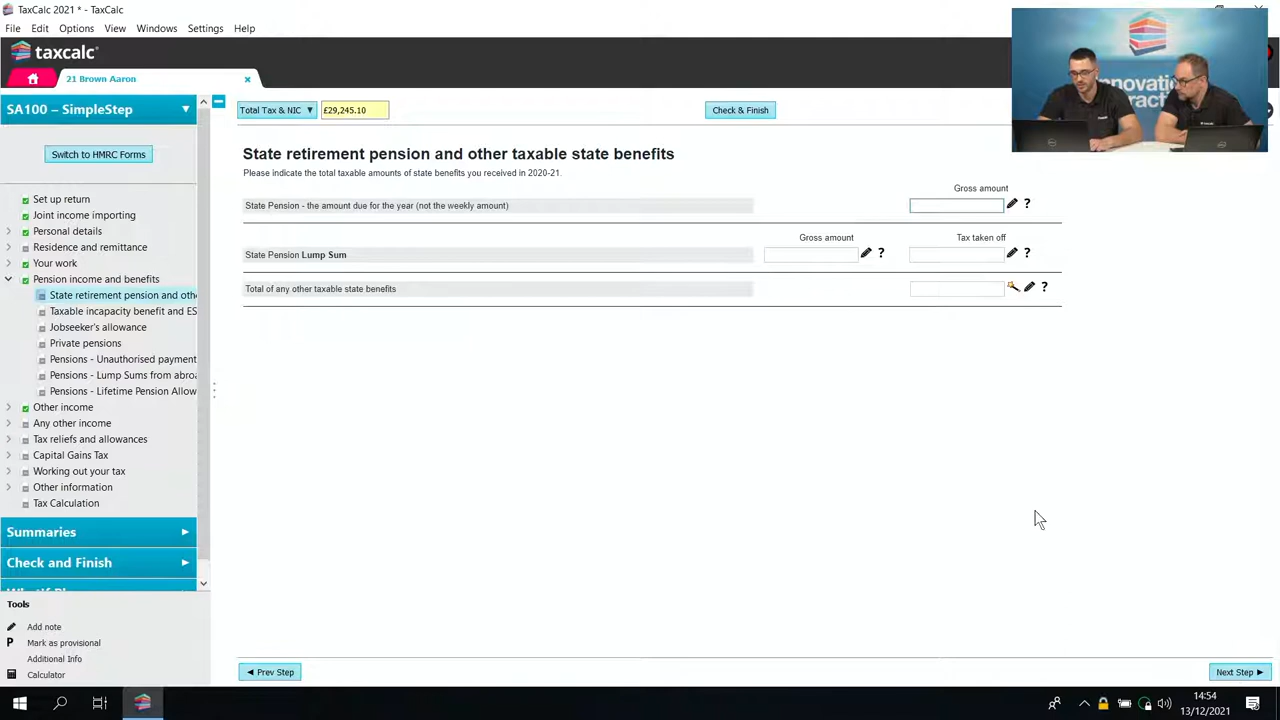 TaxCalc 2021 * - TaxCalc
File Edit Options View Windows Settings Help
taxcalc
21 Brown Aaron
SA100 – SimpleStep
Total Tax & NIC £29,245.10 Check & Finish
Switch to HMRC Forms
Set up return
Joint income importing
Personal details
Residence and remittance
Your work
Pension income and benefits
State retirement pension and othe
Taxable incapacity benefit and ES
Jobseeker's allowance
Private pensions
Pensions - Unauthorised payment
Pensions - Lump Sums from abroa
Pensions - Lifetime Pension Allow
Other income
Any other income
Tax reliefs and allowances
Capital Gains Tax
Working out your tax
Other information
Tax Calculation
Summaries
Check and Finish
Tools
Add note
P Mark as provisional
Additional Info
Calculator
State retirement pension and other taxable state benefits
Please indicate the total taxable amounts of state benefits you received in 2020-21.
Gross amount
State Pension - the amount due for the year (not the weekly amount) ?
Gross amount Tax taken off
State Pension Lump Sum ? ?
Total of any other taxable state benefits ?
Prev Step Next Step
14:54
13/12/2021